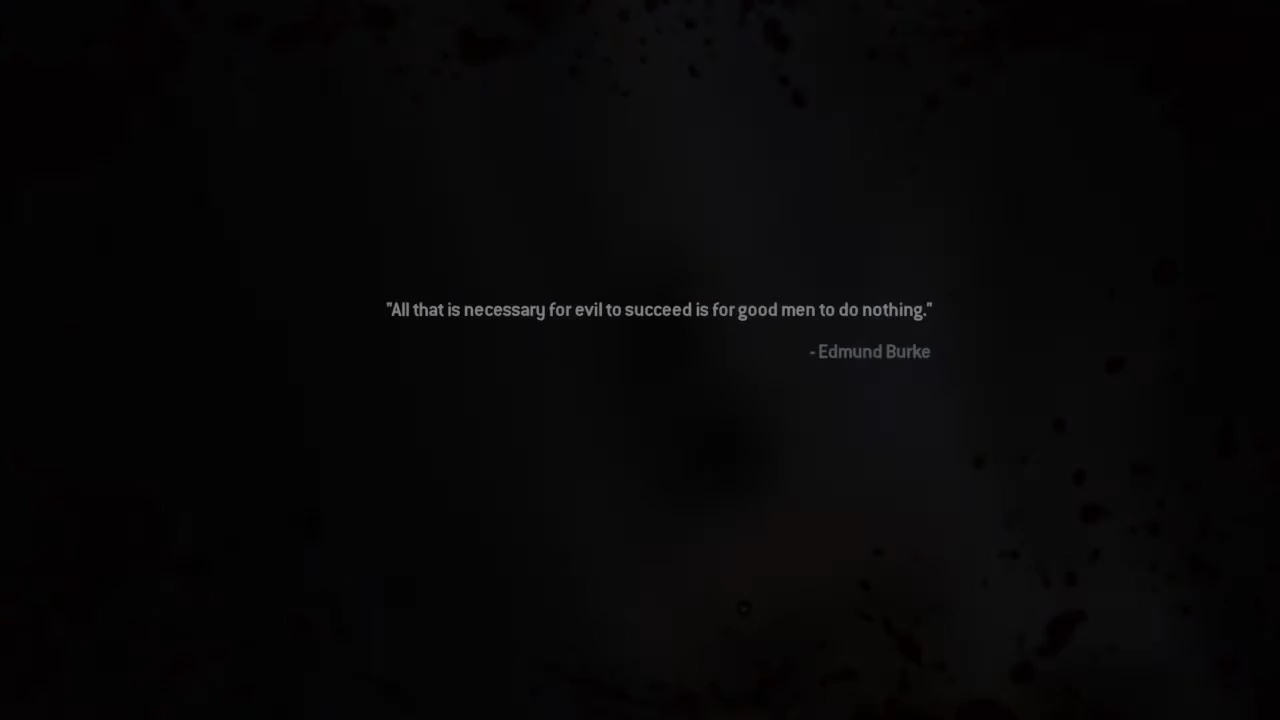 "All that is necessary for evil to succeed is for good men to do nothing."
- Edmund Burke